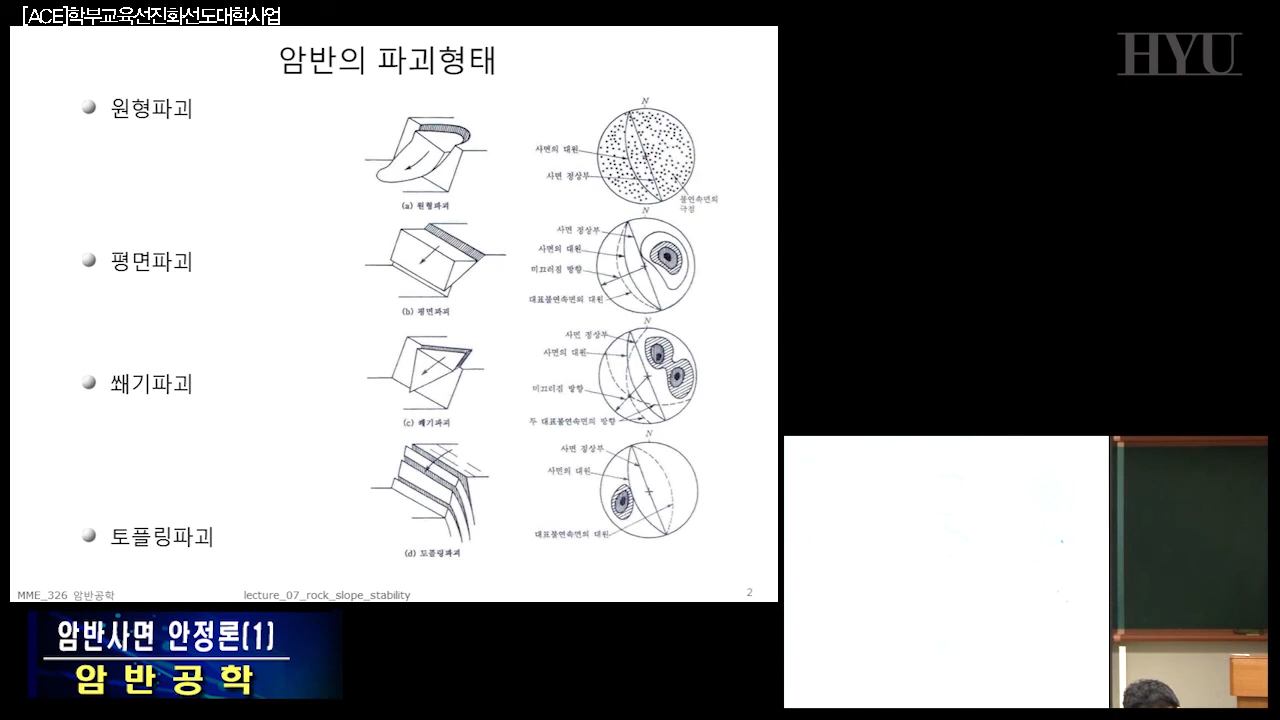 [ACE]학부교육선진화선도대학사업
HYU
암반의 파괴형태
원형파괴
N
사면의 대원
사면 정상부
불연속면의
극점
(a) 원형파괴
평면파괴
N
사면 정상부
사면의 대원
미끄러짐 방향
대표불연속면의 대원
(b) 평면파괴
쐐기파괴
N
사면 정상부
사면의 대원
미끄러짐 방향
두 대표불연속면의 방향
(c) 쐐기파괴
토플링파괴
N
사면 정상부
사면의 대원
대표불연속면의 대원
(d) 토플링파괴
MME_326 암반공학
lecture_07_rock_slope_stability
2
암반사면 안정론(1)
암반공학